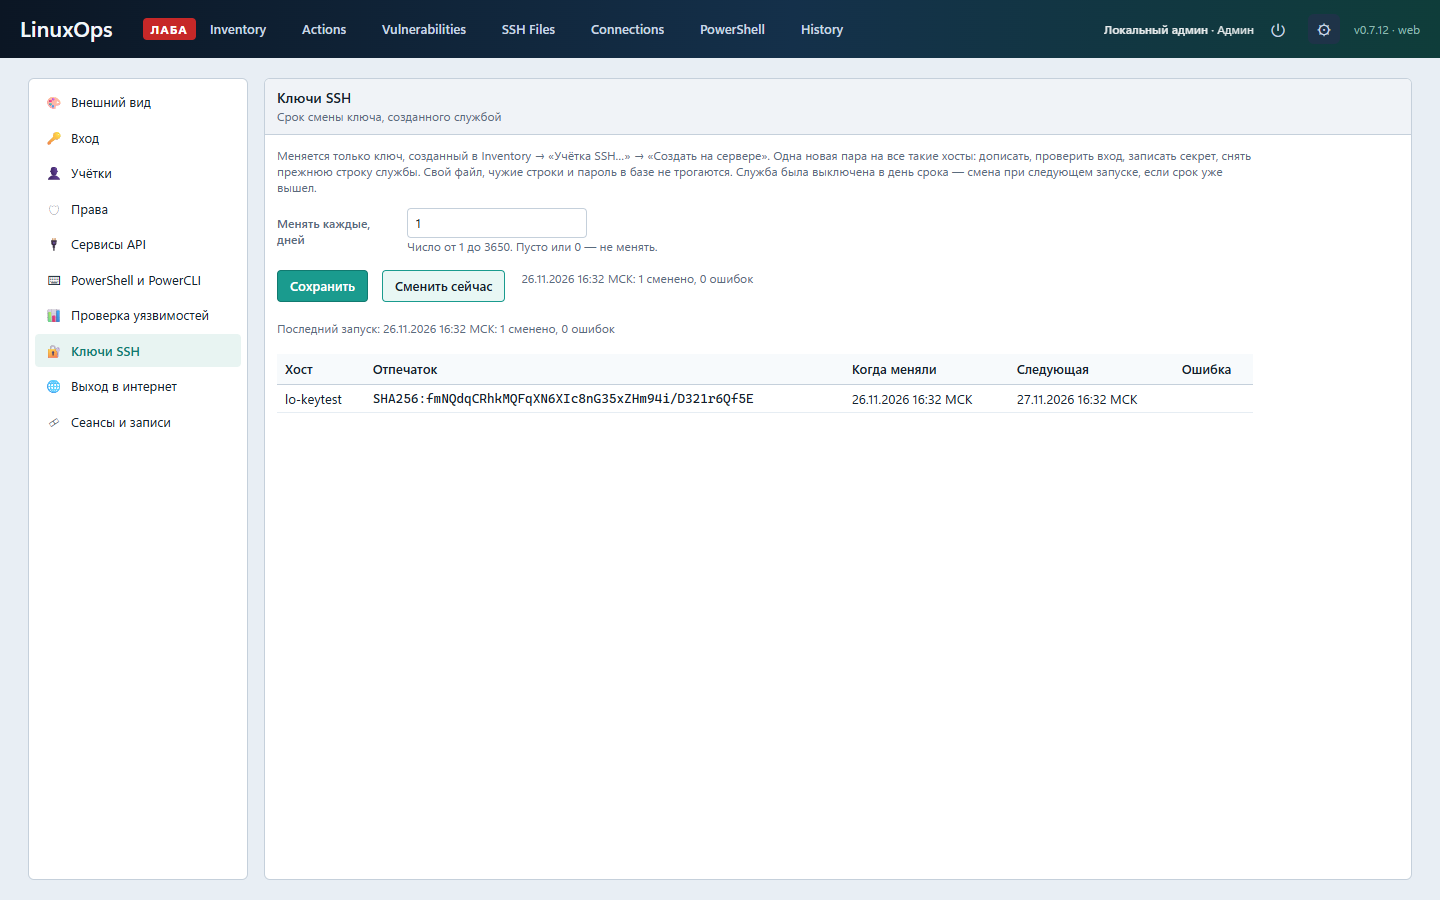 LinuxOps
ЛАБА
Inventory
Actions
Vulnerabilities
SSH Files
Connections
PowerShell
History
Локальный админ · Админ
v0.7.12 · web
Внешний вид
Вход
Учётки
Права
Сервисы API
PowerShell и PowerCLI
Проверка уязвимостей
Ключи SSH
Выход в интернет
Сеансы и записи
Ключи SSH
Срок смены ключа, созданного службой
Меняется только ключ, созданный в Inventory → «Учётка SSH…» → «Создать на сервере». Одна новая пара на все такие хосты: дописать, проверить вход, записать секрет, снять
прежнюю строку службы. Свой файл, чужие строки и пароль в базе не трогаются. Служба была выключена в день срока — смена при следующем запуске, если срок уже
вышел.
Менять каждые,
дней
1
Число от 1 до 3650. Пусто или 0 — не менять.
Сохранить
Сменить сейчас
26.11.2026 16:32 МСК: 1 сменено, 0 ошибок
Последний запуск: 26.11.2026 16:32 МСК: 1 сменено, 0 ошибок
Хост Отпечаток Когда меняли Следующая Ошибка
lo-keytest SHA256:fmNQdqCRhkMQFqXN6XIc8nG35xZHm94i/D321r6Qf5E 26.11.2026 16:32 МСК 27.11.2026 16:32 МСК